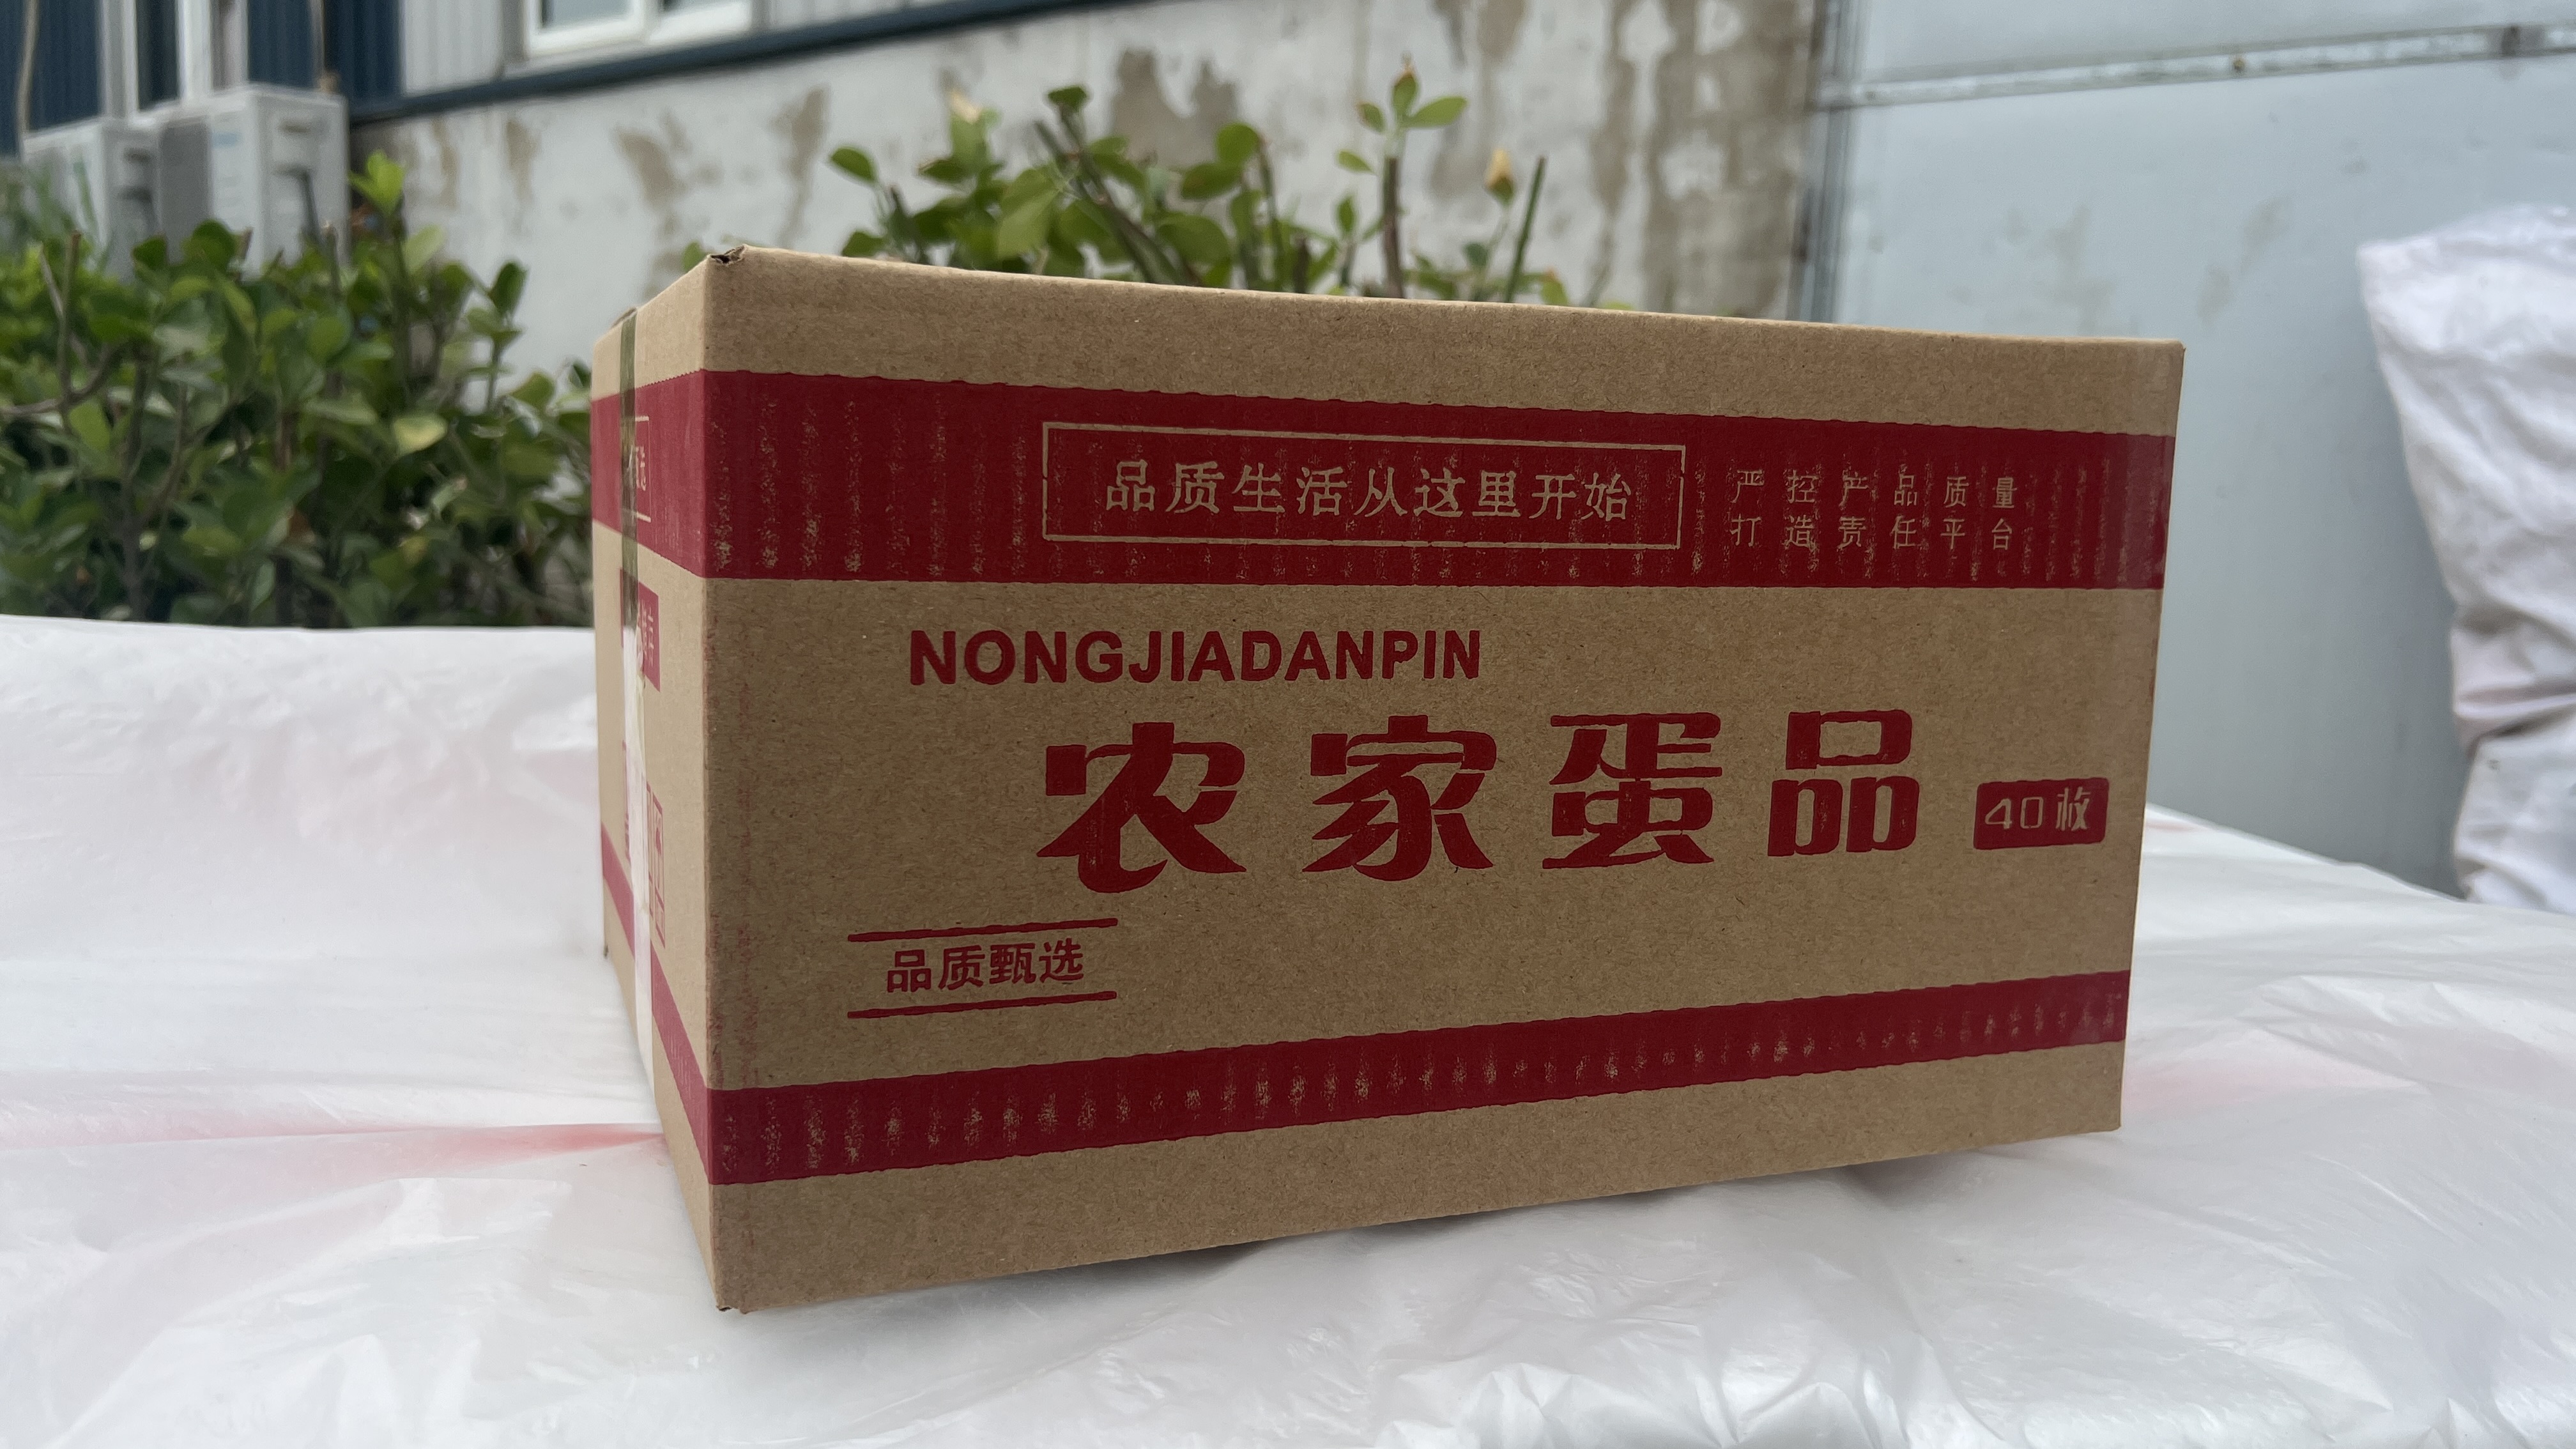 品质生活从这里开始
严控产品质量
打造责任平台
NONGJIADANPIN
农家蛋品
40枚
品质甄选